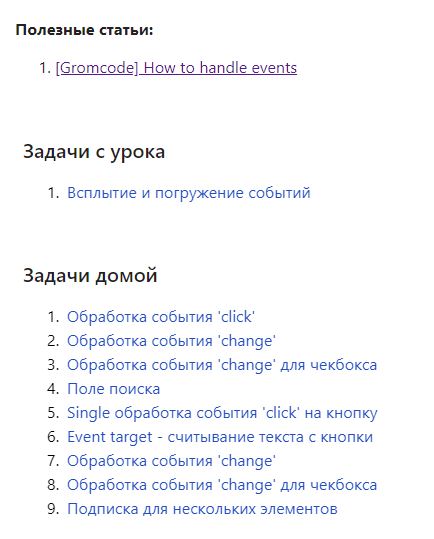 Полезные статьи:
1. [Gromcode] How to handle events
Задачи с урока
1. Всплытие и погружение событий
Задачи домой
1. Обработка события 'click'
2. Обработка события 'change'
3. Обработка события 'change' для чекбокса
4. Поле поиска
5. Single обработка события 'click' на кнопку
6. Event target - считывание текста с кнопки
7. Обработка события 'change'
8. Обработка события 'change' для чекбокса
9. Подписка для нескольких элементов